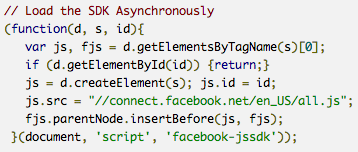 // Load the SDK Asynchronously
(function(d, s, id){
   var js, fjs = d.getElementsByTagName(s)[0];
   if (d.getElementById(id)) {return;}
   js = d.createElement(s); js.id = id;
   js.src = "//connect.facebook.net/en_US/all.js";
   fjs.parentNode.insertBefore(js, fjs);
 }(document, 'script', 'facebook-jssdk'));